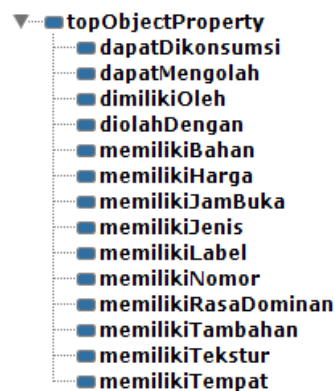 topObjectProperty
dapatDikonsumsi
dapatMengolah
dimilikiOleh
diolahDengan
memilikiBahan
memilikiHarga
memilikiJamBuka
memilikiJenis
memilikiLabel
memilikiNomor
memilikiRasaDominan
memilikiTambahan
memilikiTekstur
memilikiTempat